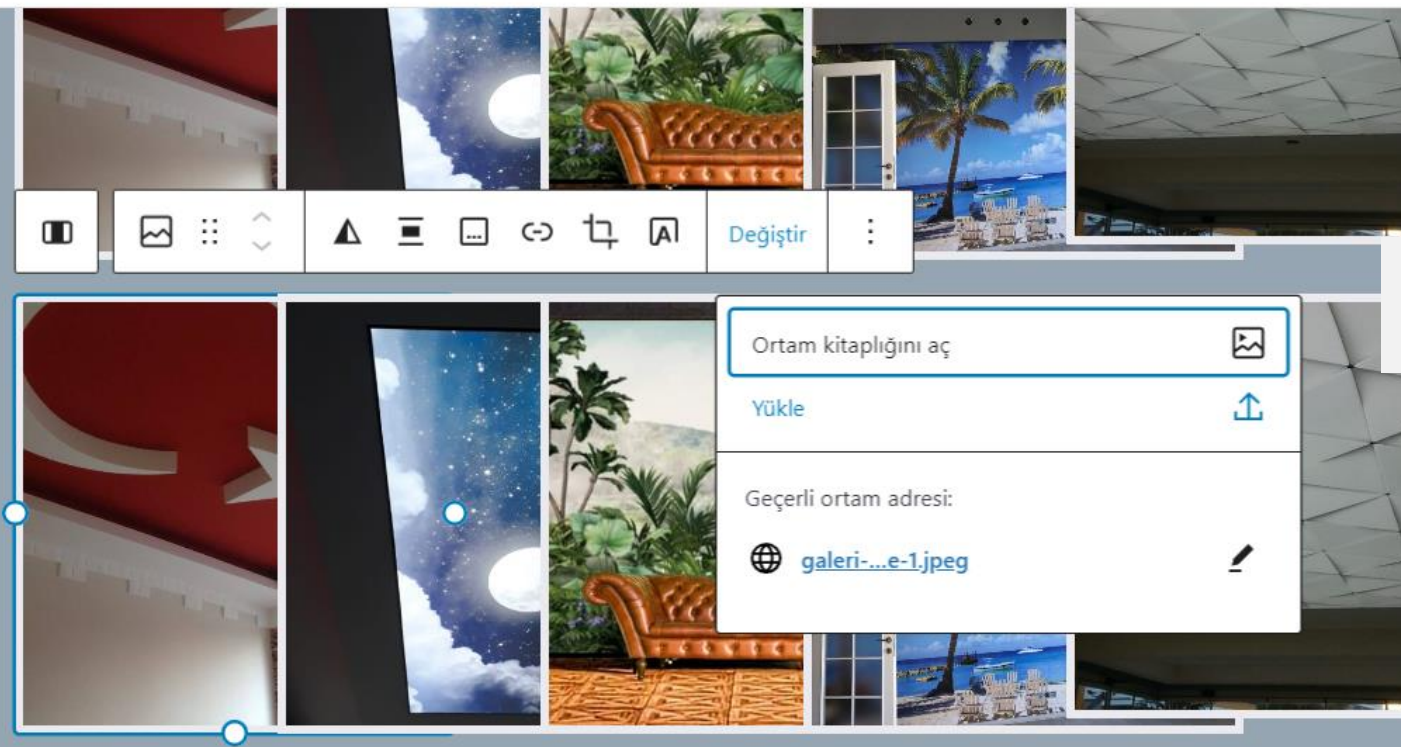 Değiştir
Ortam kitaplığını aç
Yükle
Geçerli ortam adresi:
galeri-...e-1.jpeg